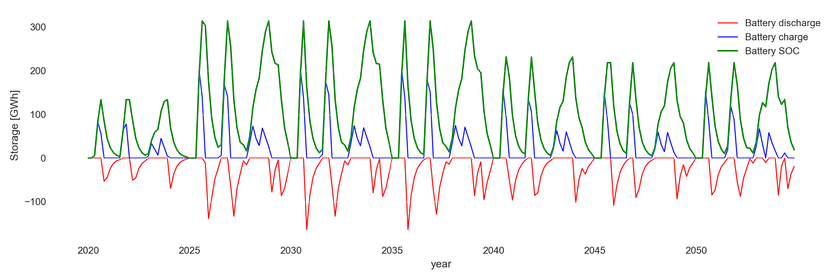 Battery discharge
Battery charge
Battery SOC
Storage [GWh]
300
200
100
0
−100
2020
2025
2030
2035
2040
2045
2050
year